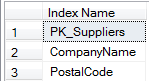 Index Name
1 PK_Suppliers
2 CompanyName
3 PostalCode